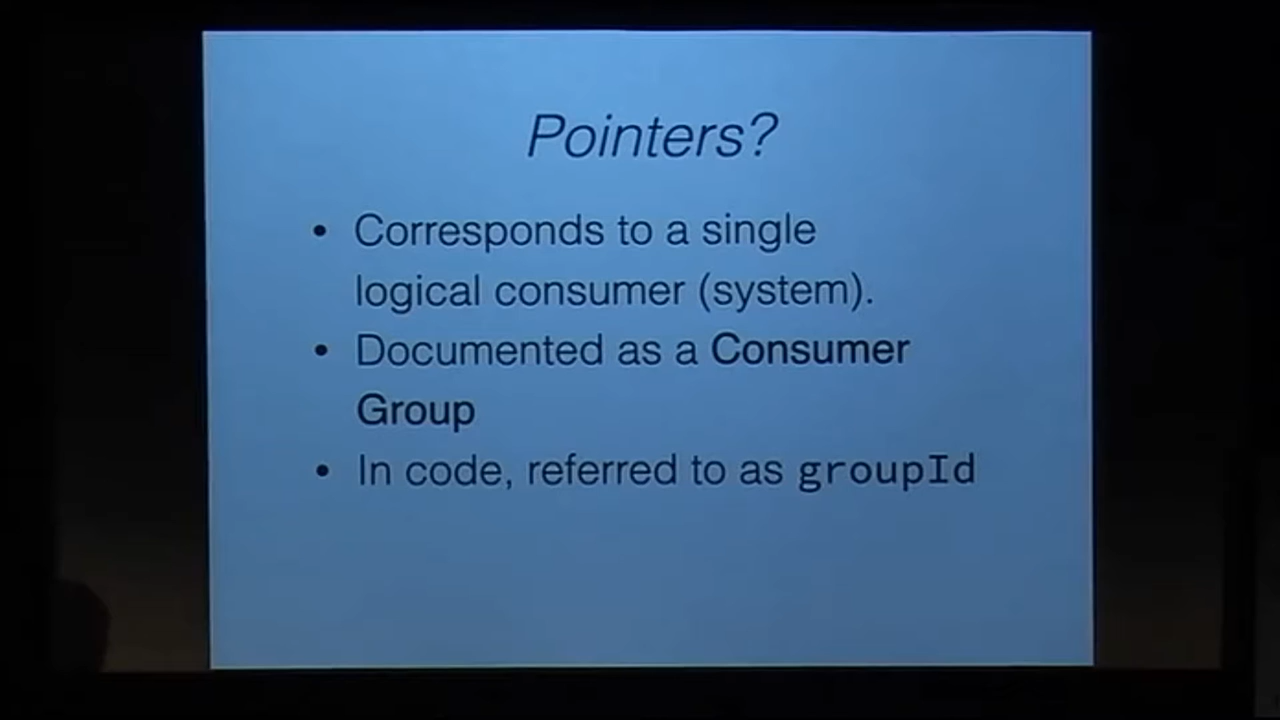 Pointers?
• Corresponds to a single
logical consumer (system).
• Documented as a Consumer
Group
• In code, referred to as groupId